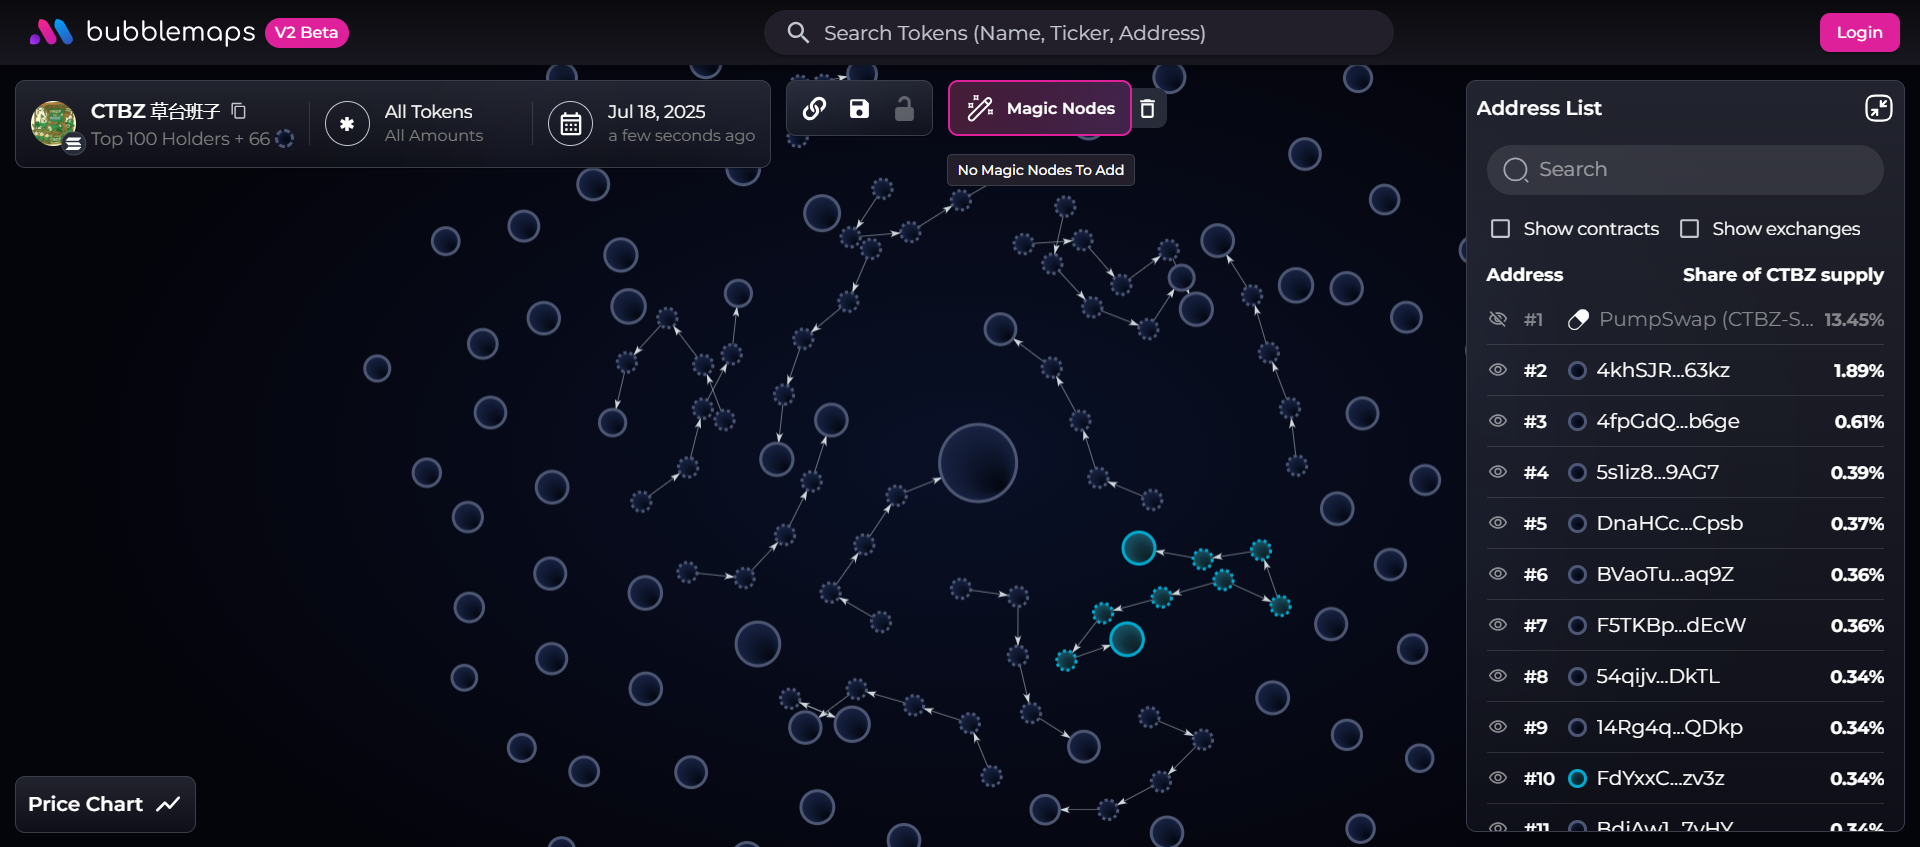 bubblemaps V2 Beta
Search Tokens (Name, Ticker, Address)
Login
CTBZ 草台班子
Top 100 Holders + 66
All Tokens
All Amounts
Jul 18, 2025
a few seconds ago
Magic Nodes
No Magic Nodes To Add
Address List
Search
Show contracts Show exchanges
Address Share of CTBZ supply
#1 PumpSwap (CTBZ-S... 13.45%
#2 4khSJR...63kz 1.89%
#3 4fpGdQ...b6ge 0.61%
#4 5s1iz8...9AG7 0.39%
#5 DnaHCc...Cpsb 0.37%
#6 BVaoTu...aq9Z 0.36%
#7 F5TKBp...dEcW 0.36%
#8 54qijv...DkTL 0.34%
#9 14Rg4q...QDkp 0.34%
#10 FdYxxC...zv3z 0.34%
#11 0.34%
Price Chart